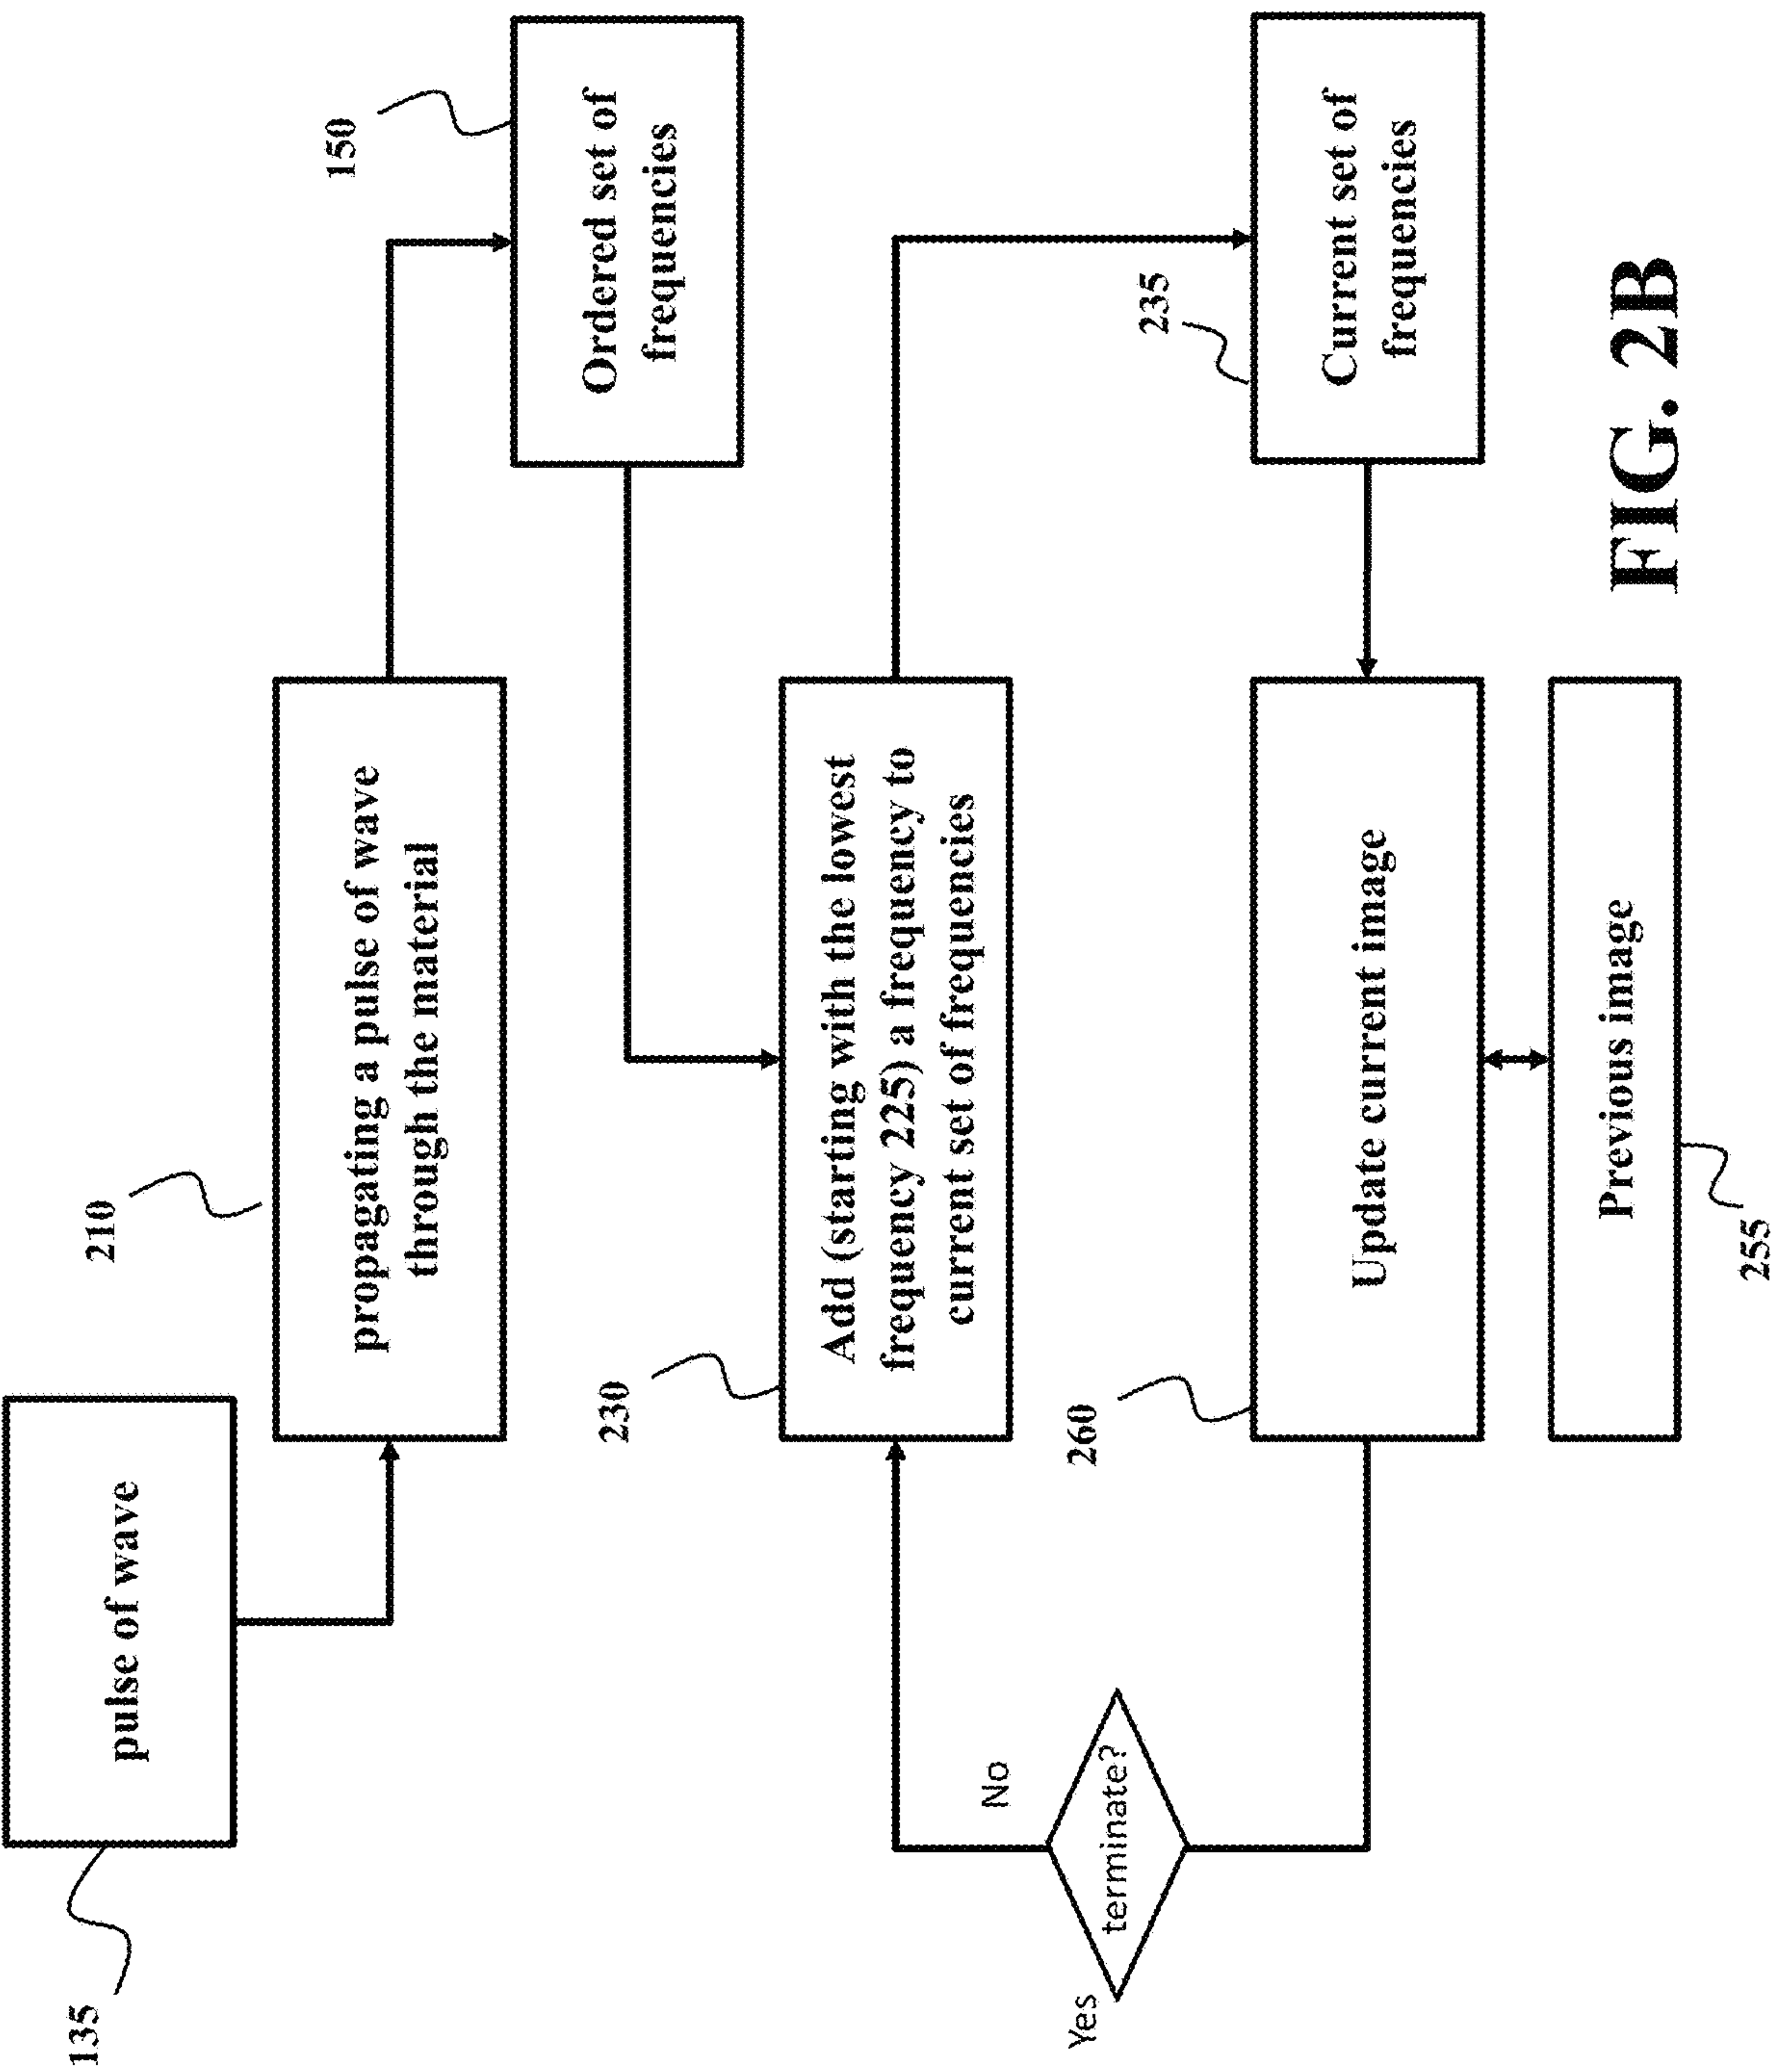 135
pulse of wave
210
propagating a pulse of wave
through the material
150
Ordered set of
frequencies
230
Add (starting with the lowest
frequency 225) a frequency to
current set of frequencies
235
Current set of
frequencies
Yes
terminate?
No
260
Update current image
255
Previous image
FIG. 2B